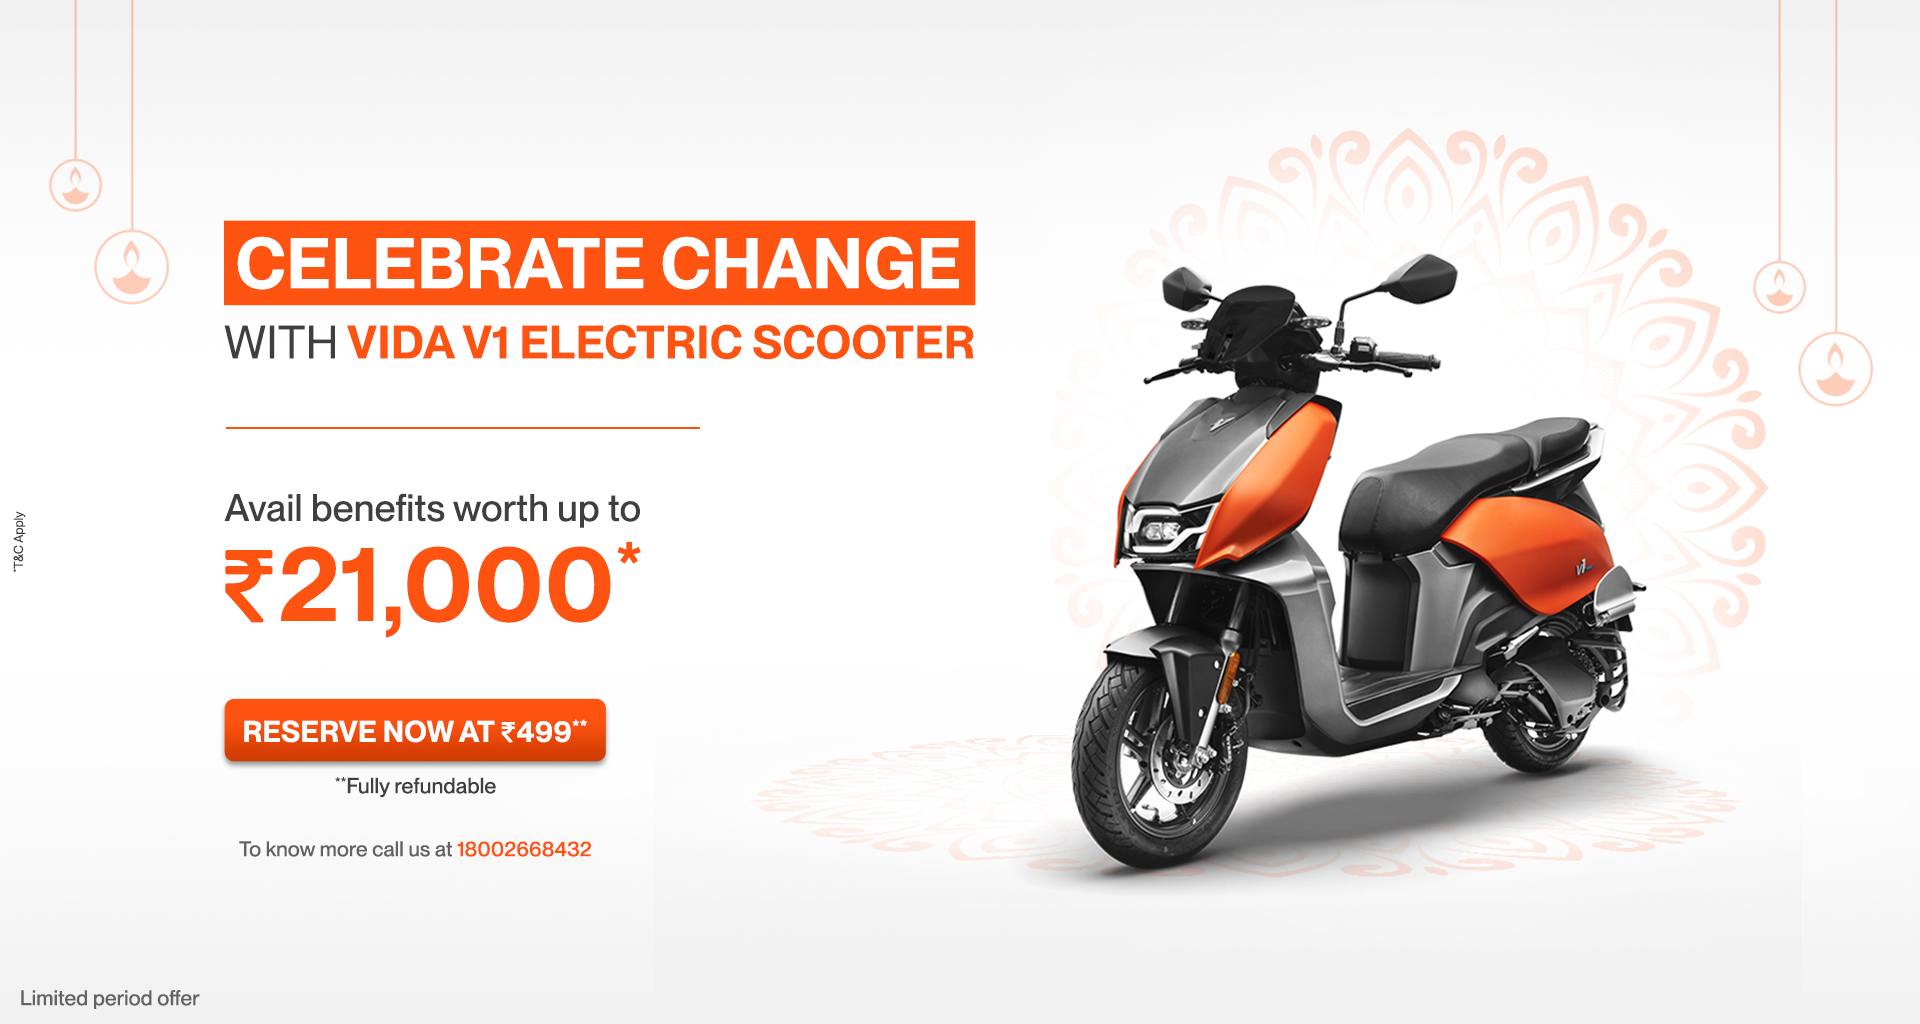 CELEBRATE CHANGE
WITH VIDA V1 ELECTRIC SCOOTER
Avail benefits worth up to
₹21,000*
RESERVE NOW AT ₹499**
**Fully refundable
To know more call us at 18002668432
*T&C Apply
Limited period offer
V1